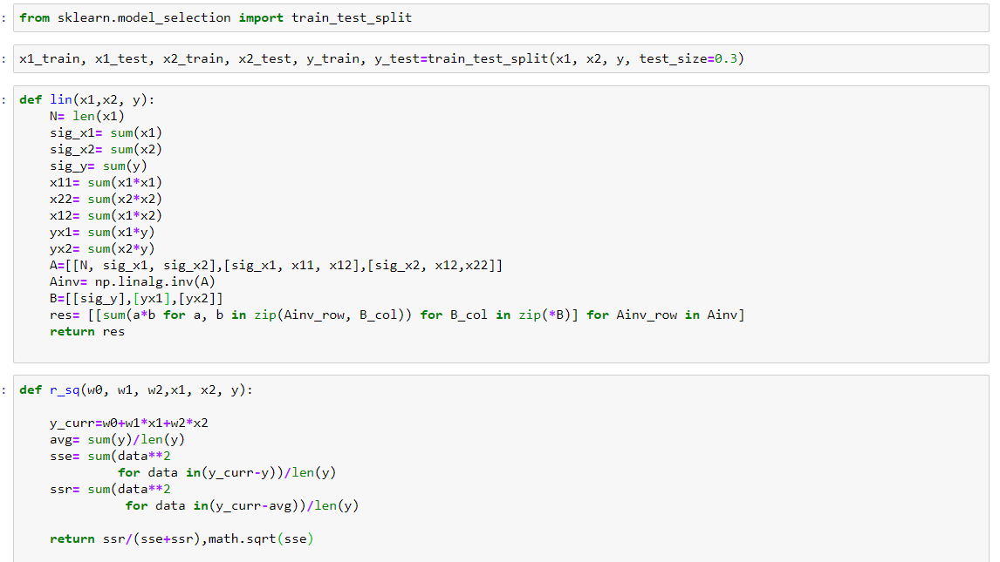 : from sklearn.model_selection import train_test_split
: x1_train, x1_test, x2_train, x2_test, y_train, y_test=train_test_split(x1, x2, y, test_size=0.3)
: def lin(x1,x2, y):
    N= len(x1)
    sig_x1= sum(x1)
    sig_x2= sum(x2)
    sig_y= sum(y)
    x11= sum(x1*x1)
    x22= sum(x2*x2)
    x12= sum(x1*x2)
    yx1= sum(x1*y)
    yx2= sum(x2*y)
    A=[[N, sig_x1, sig_x2],[sig_x1, x11, x12],[sig_x2, x12,x22]]
    Ainv= np.linalg.inv(A)
    B=[[sig_y],[yx1],[yx2]]
    res= [[sum(a*b for a, b in zip(Ainv_row, B_col)) for B_col in zip(*B)] for Ainv_row in Ainv]
    return res
: def r_sq(w0, w1, w2,x1, x2, y):
    y_curr=w0+w1*x1+w2*x2
    avg= sum(y)/len(y)
    sse= sum(data**2
             for data in(y_curr-y))/len(y)
    ssr= sum(data**2
              for data in(y_curr-avg))/len(y)
    return ssr/(sse+ssr),math.sqrt(sse)